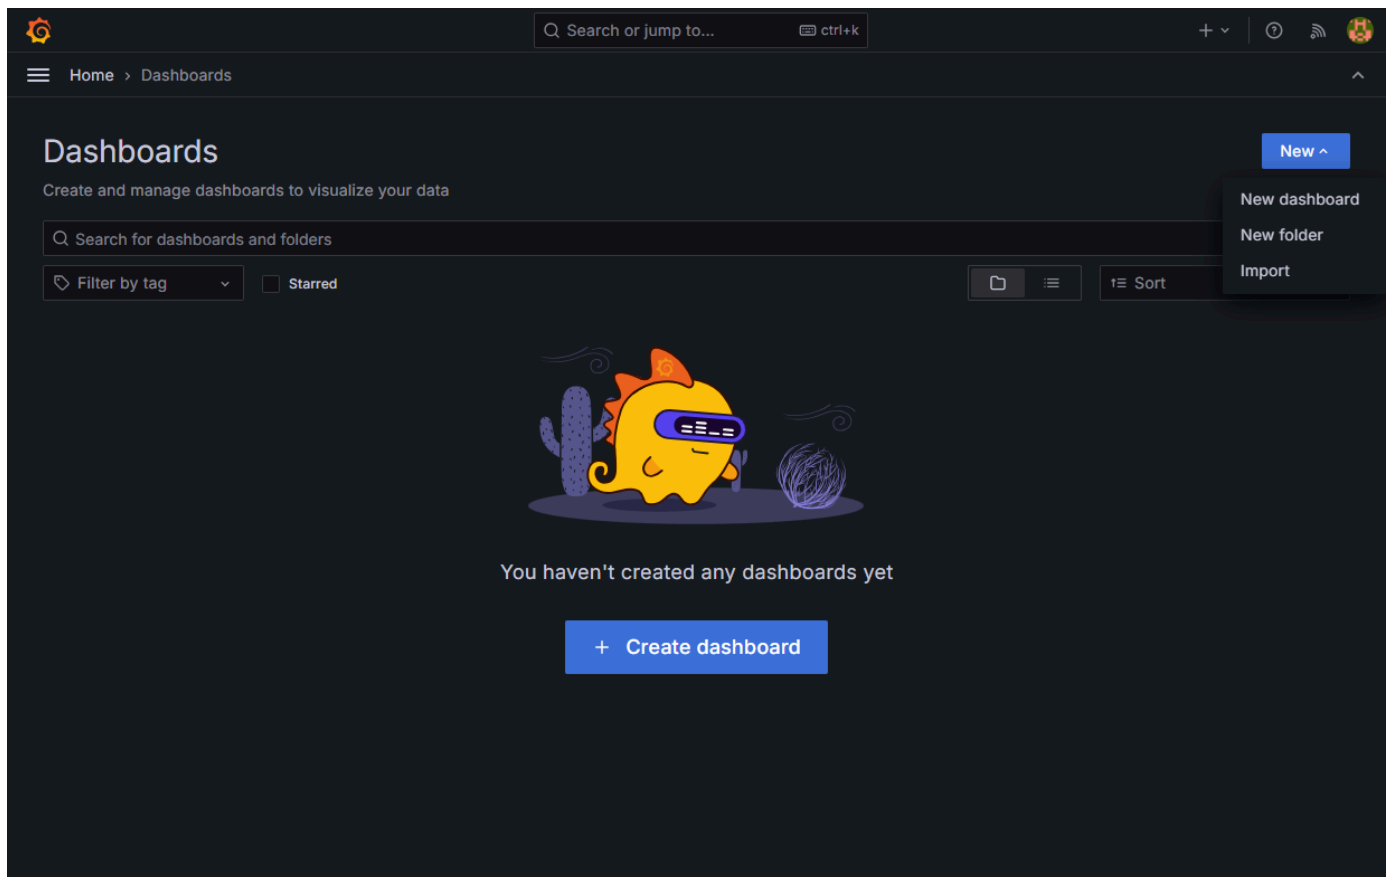 Search or jump to... ctrl+k
Home › Dashboards
Dashboards
New
Create and manage dashboards to visualize your data
New dashboard
New folder
Import
Search for dashboards and folders
Filter by tag
Starred
Sort
You haven't created any dashboards yet
+ Create dashboard